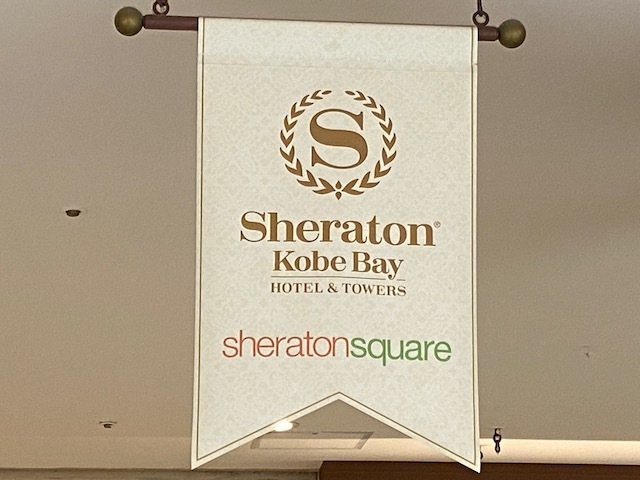 S
Sheraton®
Kobe Bay
HOTEL & TOWERS
sheratonsquare